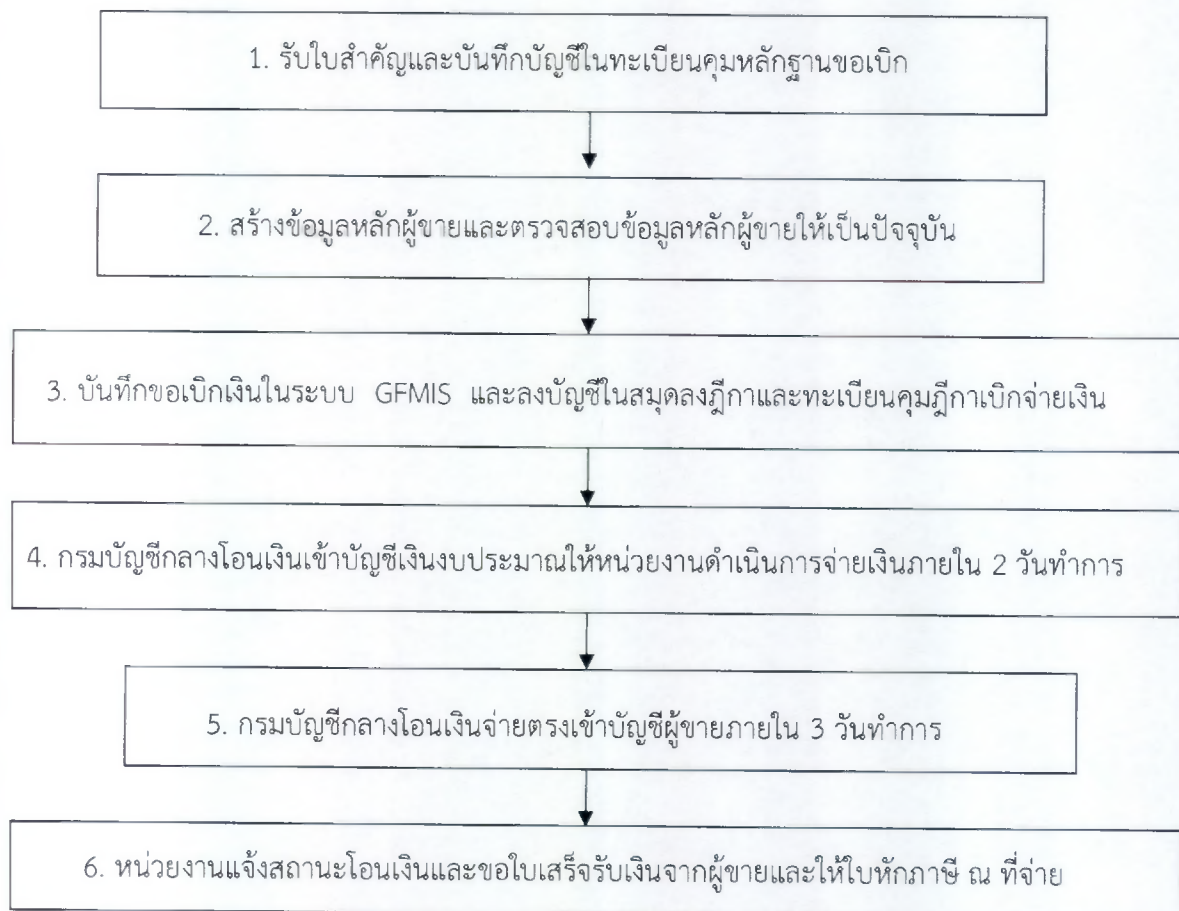 1. รับใบสำคัญและบันทึกบัญชีในทะเบียนคุมหลักฐานขอเบิก
2. สร้างข้อมูลหลักผู้ขายและตรวจสอบข้อมูลหลักผู้ขายให้เป็นปัจจุบัน
3. บันทึกขอเบิกเงินในระบบ GFMIS และลงบัญชีในสมุดลงฎีกาและทะเบียนคุมฎีกาเบิกจ่ายเงิน
4. กรมบัญชีกลางโอนเงินเข้าบัญชีเงินงบประมาณให้หน่วยงานดำเนินการจ่ายเงินภายใน 2 วันทำการ
5. กรมบัญชีกลางโอนเงินจ่ายตรงเข้าบัญชีผู้ขายภายใน 3 วันทำการ
6. หน่วยงานแจ้งสถานะโอนเงินและขอใบเสร็จรับเงินจากผู้ขายและให้ใบหักภาษี ณ ที่จ่าย